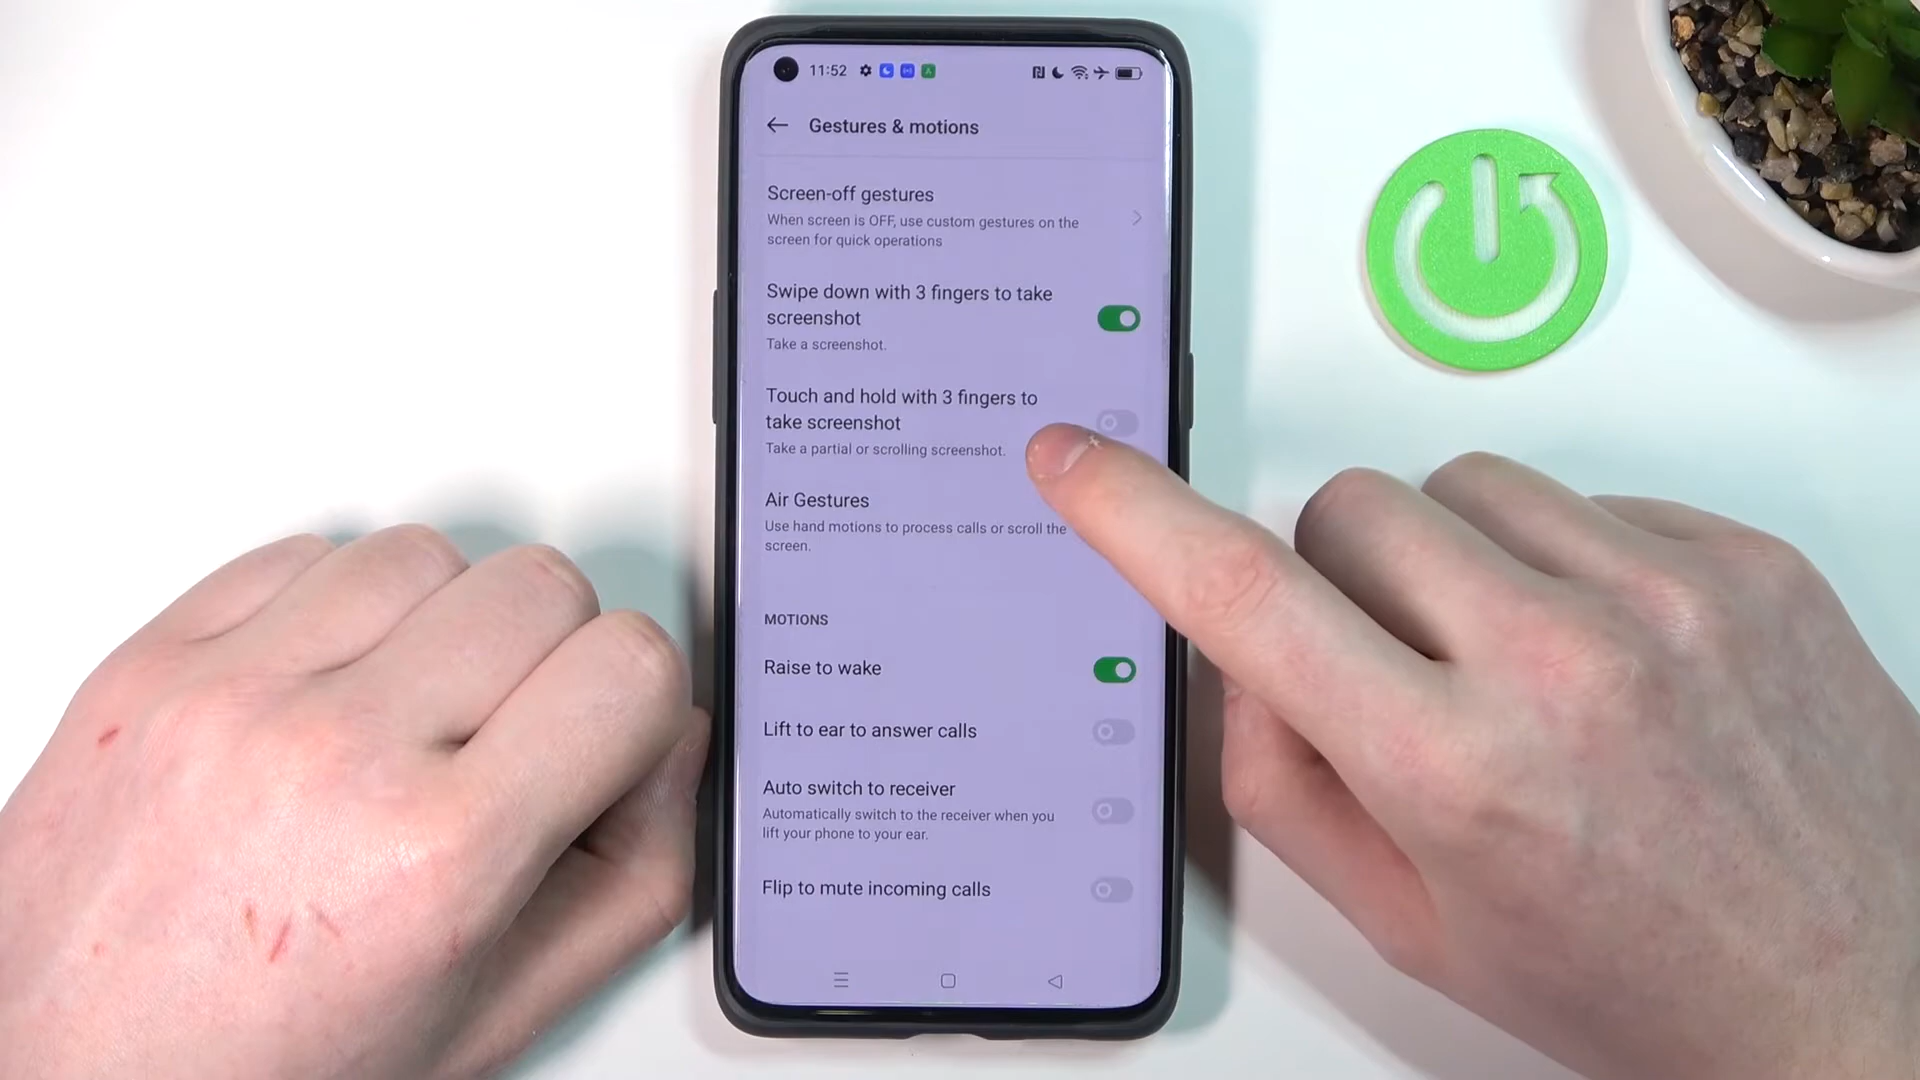 11:52
Gestures & motions
Screen-off gestures
When screen is OFF, use custom gestures on the
screen for quick operations
Swipe down with 3 fingers to take
screenshot
Take a screenshot.
Touch and hold with 3 fingers to
take screenshot
Take a partial or scrolling screenshot.
Air Gestures
Use hand motions to process calls or scroll the
screen.
MOTIONS
Raise to wake
Lift to ear to answer calls
Auto switch to receiver
Automatically switch to the receiver when you
lift your phone to your ear.
Flip to mute incoming calls